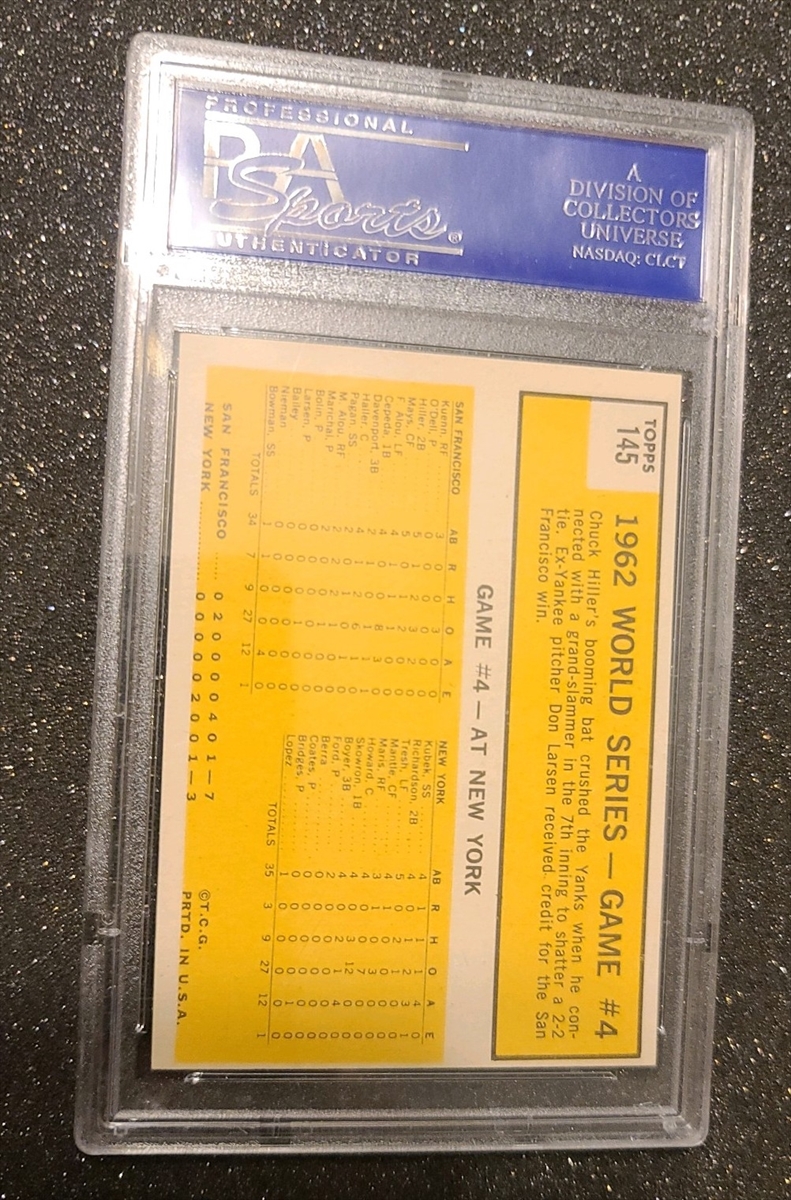 PROFESSIONAL
PSA
Sports®
AUTHENTICATOR
A
DIVISION OF
COLLECTORS
UNIVERSE
NASDAQ: CLCT
TOPPS
145
1962 WORLD SERIES — GAME #4
Chuck Hiller's booming bat crushed the Yanks when he con-
nected with a grand-slammer in the 7th inning to shatter a 2-2
tie. Ex-Yankee pitcher Don Larsen received credit for the San
Francisco win.
GAME #4 — AT NEW YORK
SAN FRANCISCO AB R H O A E
Kuenn, RF
O'Dell, P
Hiller, 2B
Mays, CF
F. Alou, LF
Cepeda, 1B
Davenport, 3B
Haller, C
Pagan, SS
M. Alou, RF
Marichal, P
Bolin, P
Larsen, P
Bailey
Nieman
Bowman, SS
TOTALS 34 7 9 27 12 1
NEW YORK AB R H O A E
Kubek, SS
Richardson, 2B
Tresh, LF
Mantle, CF
Maris, RF
Howard, C
Skowron, 1B
Boyer, 3B
Ford, P
Berra
Coates, P
Bridges, P
Lopez
TOTALS 35 3 9 27 12 1
SAN FRANCISCO ...... 0 2 0 0 0 0 4 0 1 — 7
NEW YORK ............ 0 0 0 0 0 2 0 0 1 — 3
©T.C.G.
PRTD. IN U.S.A.